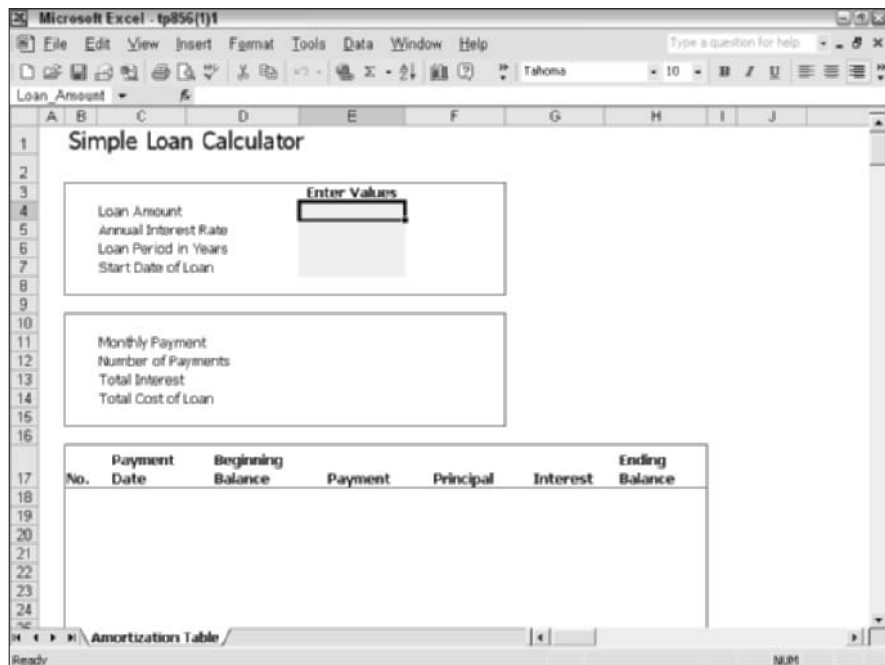 Microsoft Excel - tp856(1)1
File Edit View Insert Format Tools Data Window Help Type a question for help
Tahoma 10 B I U
Loan_Amount fx
A B C D E F G H I J
1 Simple Loan Calculator
2
3 Enter Values
4 Loan Amount
5 Annual Interest Rate
6 Loan Period in Years
7 Start Date of Loan
8
9
10
11 Monthly Payment
12 Number of Payments
13 Total Interest
14 Total Cost of Loan
15
16
Payment Beginning Ending
17 No. Date Balance Payment Principal Interest Balance
18
19
20
21
22
23
24
Amortization Table
Ready NUM